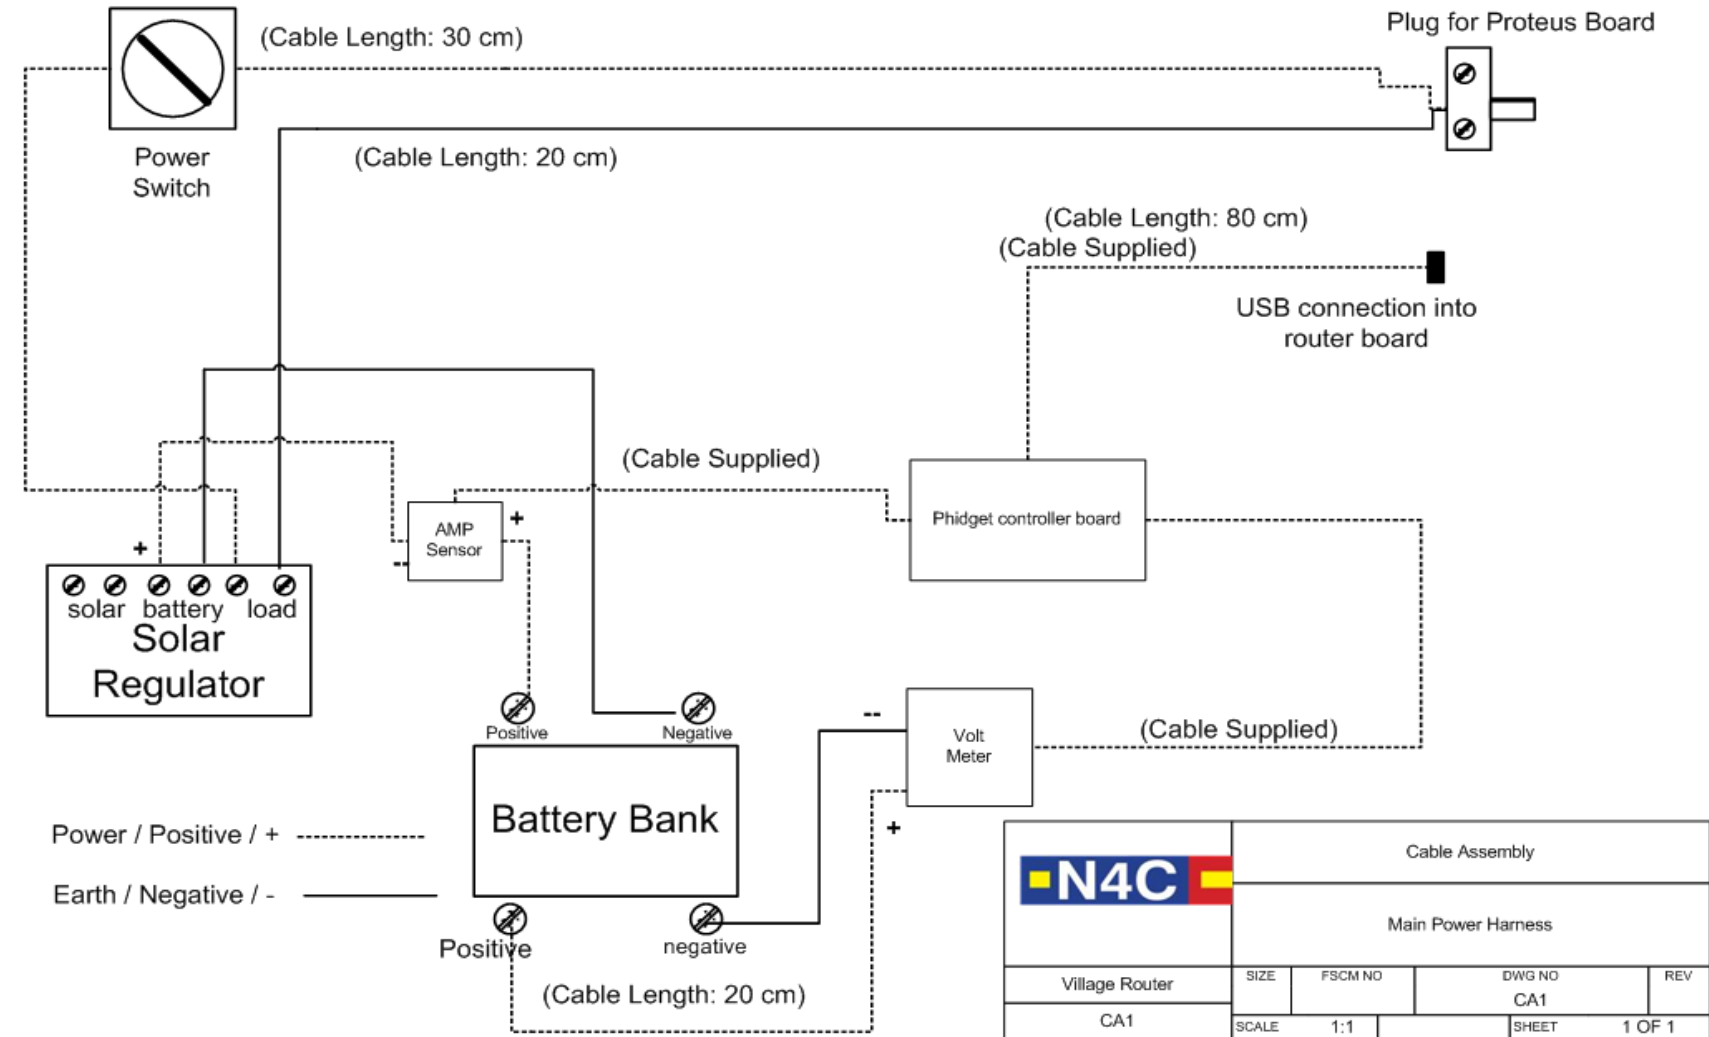 Plug for Proteus Board
(Cable Length: 30 cm)
Power
Switch
(Cable Length: 20 cm)
(Cable Length: 80 cm)
(Cable Supplied)
USB connection into
router board
(Cable Supplied)
AMP
Sensor
+
--
Phidget controller board
+
solar battery load
Solar
Regulator
Positive
Negative
Battery Bank
Positive
negative
--
Volt
Meter
+
(Cable Supplied)
(Cable Length: 20 cm)
Power / Positive / +
Earth / Negative / -
N4C
Cable Assembly
Main Power Harness
Village Router
CA1
SIZE
FSCM NO
DWG NO
CA1
REV
SCALE 1:1
SHEET 1 OF 1